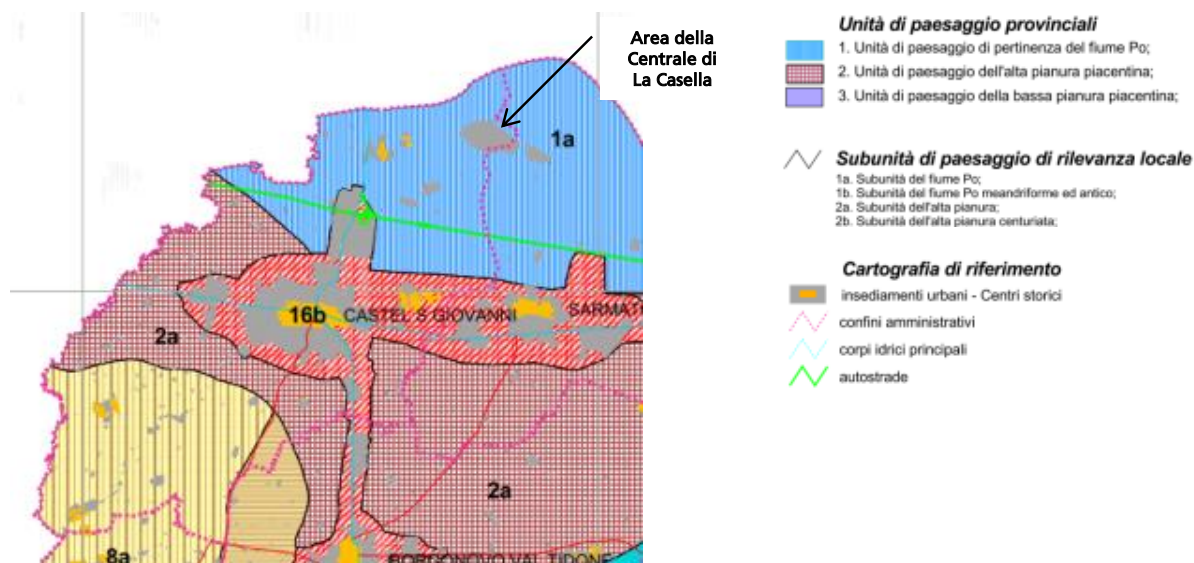 Area della
Centrale di
La Casella
1a
16b
CASTEL S GIOVANNI
SARMATO
2a
2a
8a
BORGONOVO VAL TIDONE
Unità di paesaggio provinciali
1. Unità di paesaggio di pertinenza del fiume Po;
2. Unità di paesaggio dell'alta pianura piacentina;
3. Unità di paesaggio della bassa pianura piacentina;
Subunità di paesaggio di rilevanza locale
1a. Subunità del fiume Po;
1b. Subunità del fiume Po meandriforme ed antico;
2a. Subunità dell'alta pianura;
2b. Subunità dell'alta pianura centuriata;
Cartografia di riferimento
insediamenti urbani - Centri storici
confini amministrativi
corpi idrici principali
autostrade